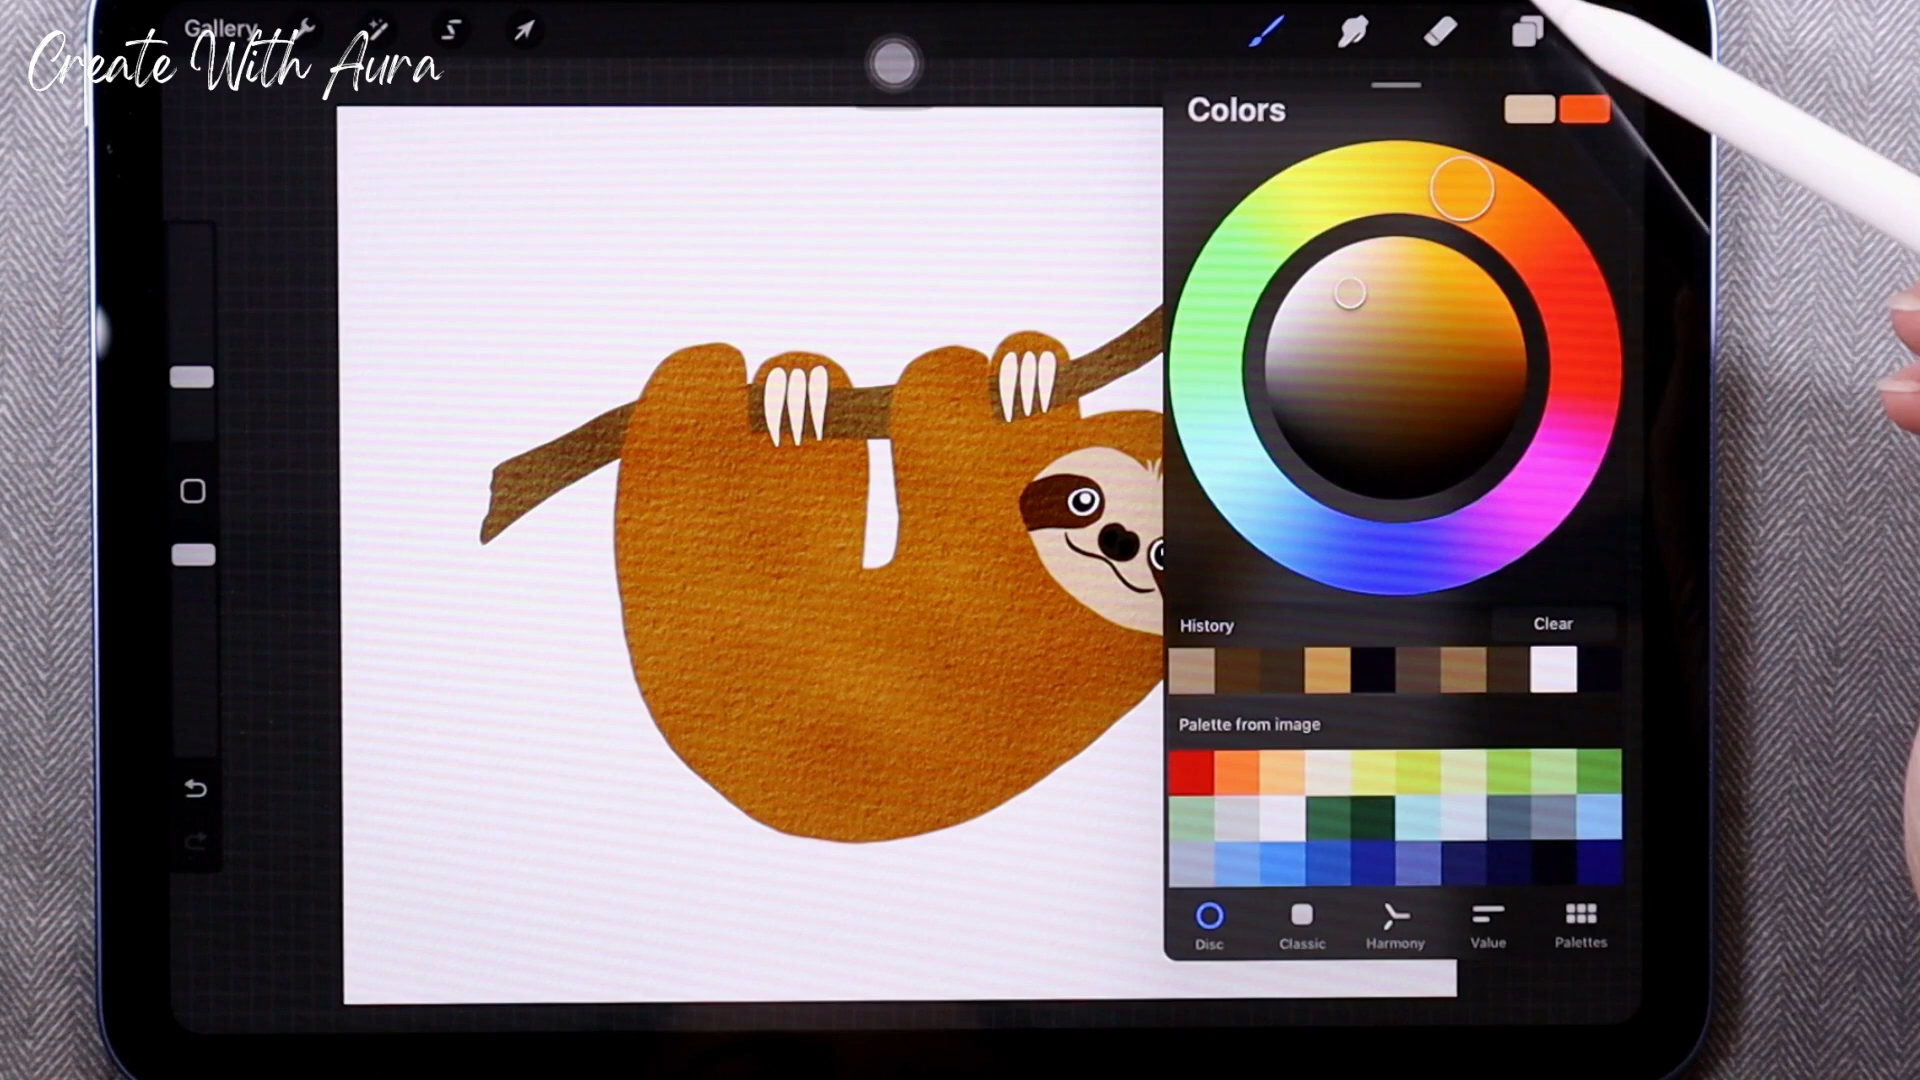 Gallery
Create With Aura
Colors
History
Clear
Palette from image
Disc
Classic
Harmony
Value
Palettes